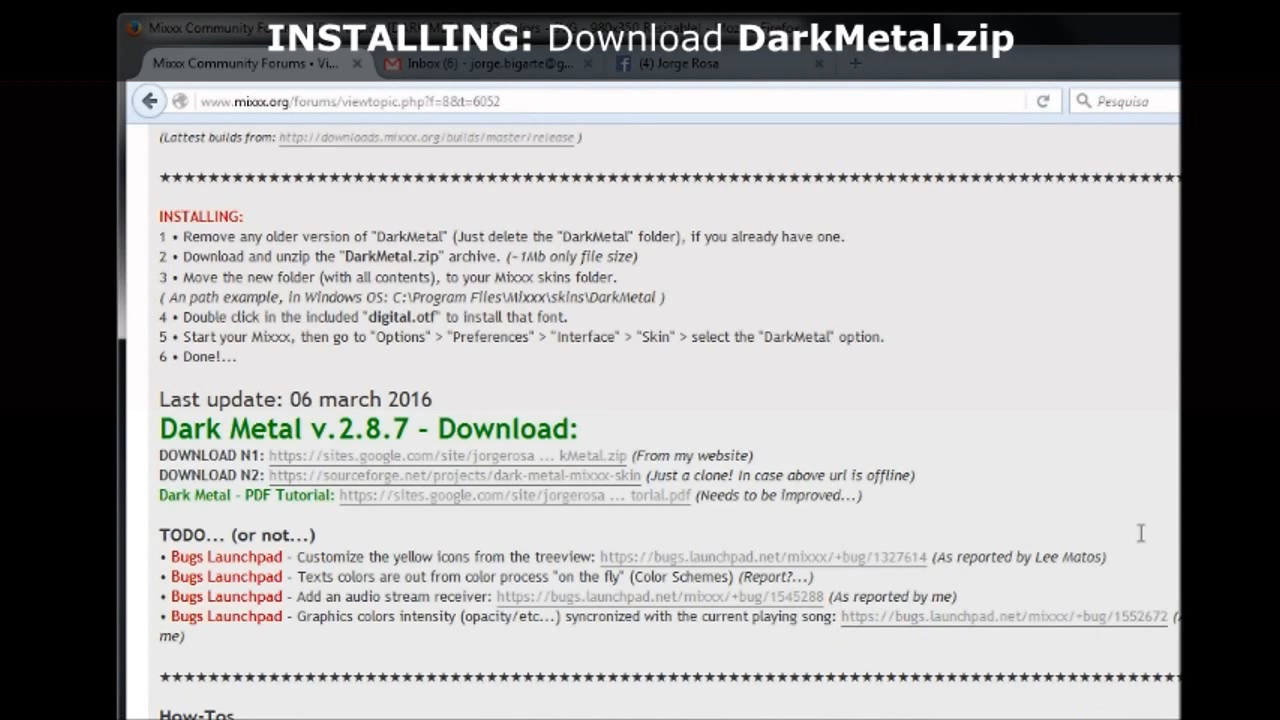 INSTALLING: Download DarkMetal.zip
Mixxx Community Forums • Vi...
Inbox (6) - jorge.bigarte@g...
(4) Jorge Rosa
www.mixxx.org/forums/viewtopic.php?f=8&t=6052
Pesquisa
(Lattest builds from: http://downloads.mixxx.org/builds/master/release )
INSTALLING:
1 • Remove any older version of "DarkMetal" (Just delete the "DarkMetal" folder), if you already have one.
2 • Download and unzip the "DarkMetal.zip" archive. (~1Mb only file size)
3 • Move the new folder (with all contents), to your Mixxx skins folder.
( An path example, in Windows OS: C:\Program Files\Mixxx\skins\DarkMetal )
4 • Double click in the included "digital.otf" to install that font.
5 • Start your Mixxx, then go to "Options" > "Preferences" > "Interface" > "Skin" > select the "DarkMetal" option.
6 • Done!...
Last update: 06 march 2016
Dark Metal v.2.8.7 - Download:
DOWNLOAD N1: https://sites.google.com/site/jorgerosa ... kMetal.zip (From my website)
DOWNLOAD N2: https://sourceforge.net/projects/dark-metal-mixxx-skin (Just a clone! In case above url is offline)
Dark Metal - PDF Tutorial: https://sites.google.com/site/jorgerosa ... torial.pdf (Needs to be improved...)
TODO... (or not...)
• Bugs Launchpad - Customize the yellow icons from the treeview: https://bugs.launchpad.net/mixxx/+bug/1327614 (As reported by Lee Matos)
• Bugs Launchpad - Texts colors are out from color process "on the fly" (Color Schemes) (Report?...)
• Bugs Launchpad - Add an audio stream receiver: https://bugs.launchpad.net/mixxx/+bug/1545288 (As reported by me)
• Bugs Launchpad - Graphics colors intensity (opacity/etc...) syncronized with the current playing song: https://bugs.launchpad.net/mixxx/+bug/1552672
me)
How-Tos